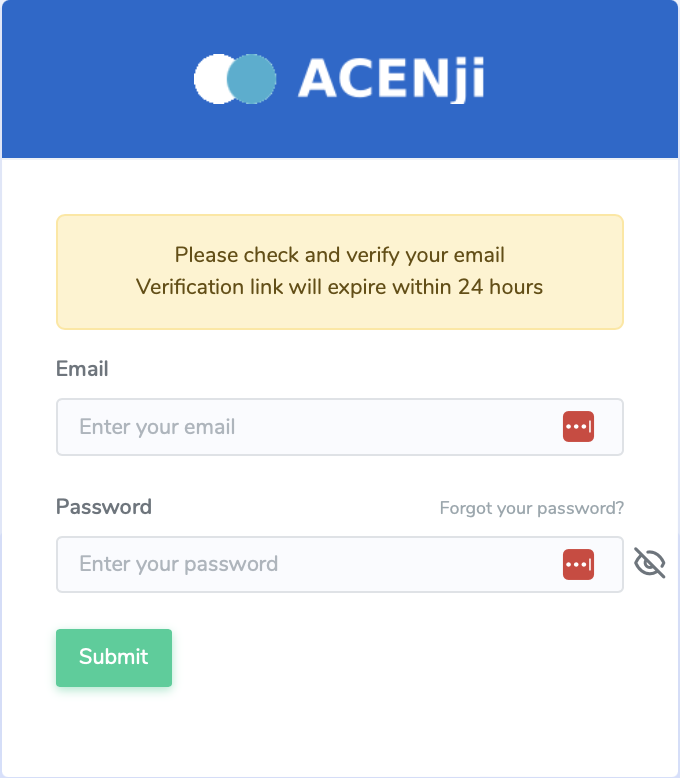 ACENji
Please check and verify your email
Verification link will expire within 24 hours
Email
Enter your email
Password
Forgot your password?
Enter your password
Submit